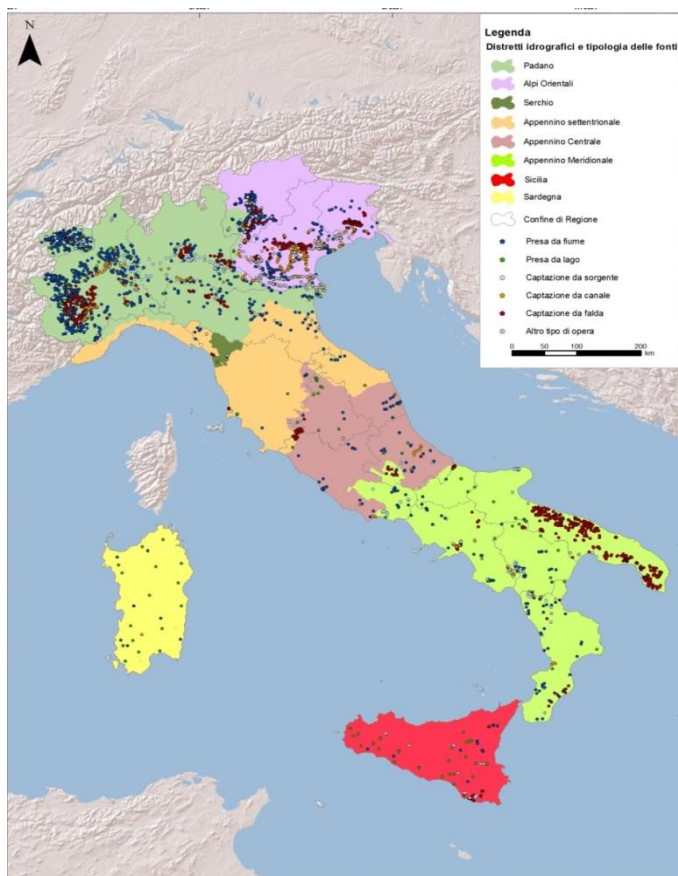 N
Legenda
Distretti idrografici e tipologia delle fonti
Padano
Alpi Orientali
Serchio
Appennino settentrionale
Appennino Centrale
Appennino Meridionale
Sicilia
Sardegna
Confine di Regione
Presa da fiume
Presa da lago
Captazione da sorgente
Captazione da canale
Captazione da falda
Altro tipo di opera
0 50 100 200
km